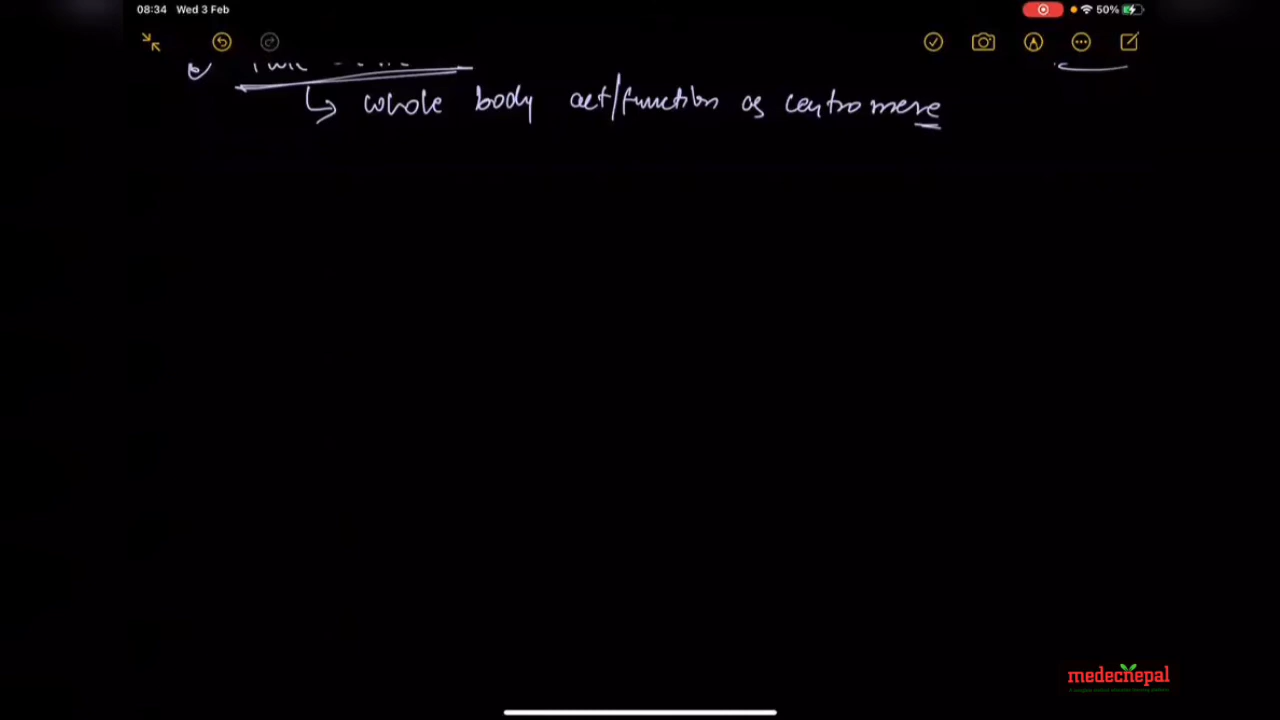 08:34 Wed 3 Feb
50%
↳ whole body act/function as centromere
medecnepal